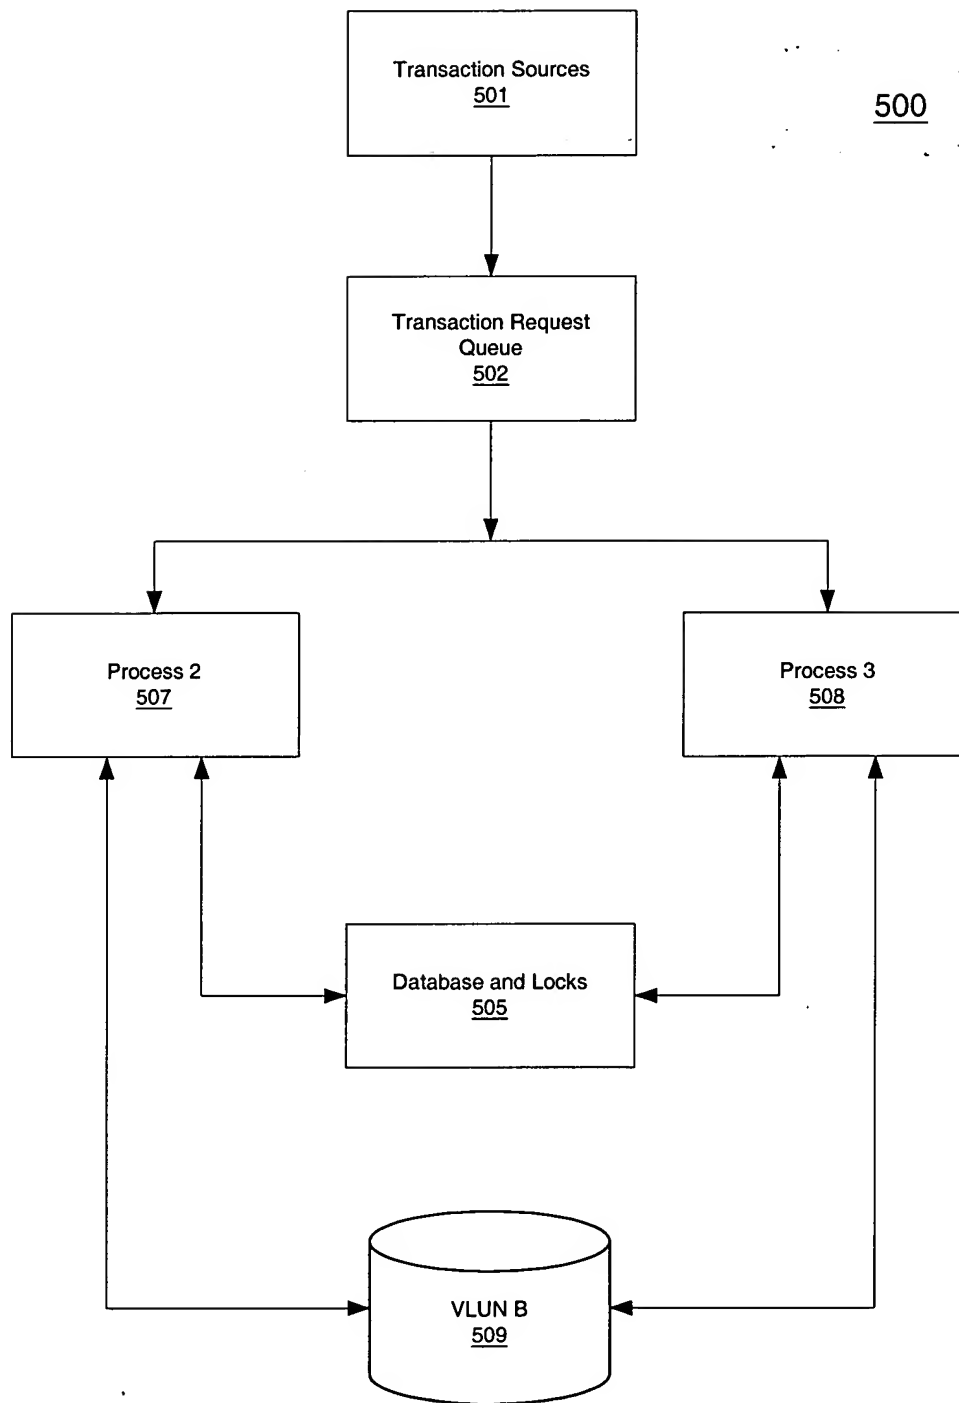 Transaction Sources
501
500
Transaction Request
Queue
502
Process 2
507
Process 3
508
Database and Locks
505
VLUN B
509